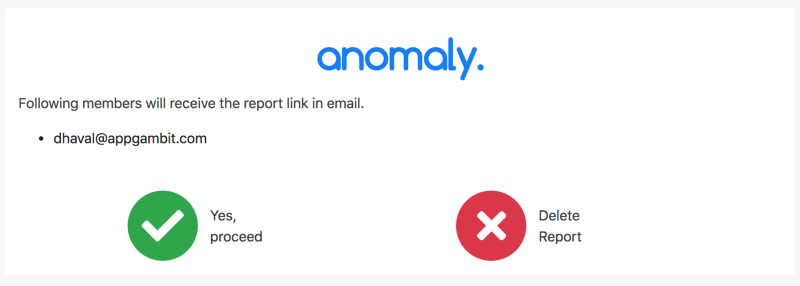 anomaly.
Following members will receive the report link in email.
• dhaval@appgambit.com
Yes,
proceed
Delete
Report